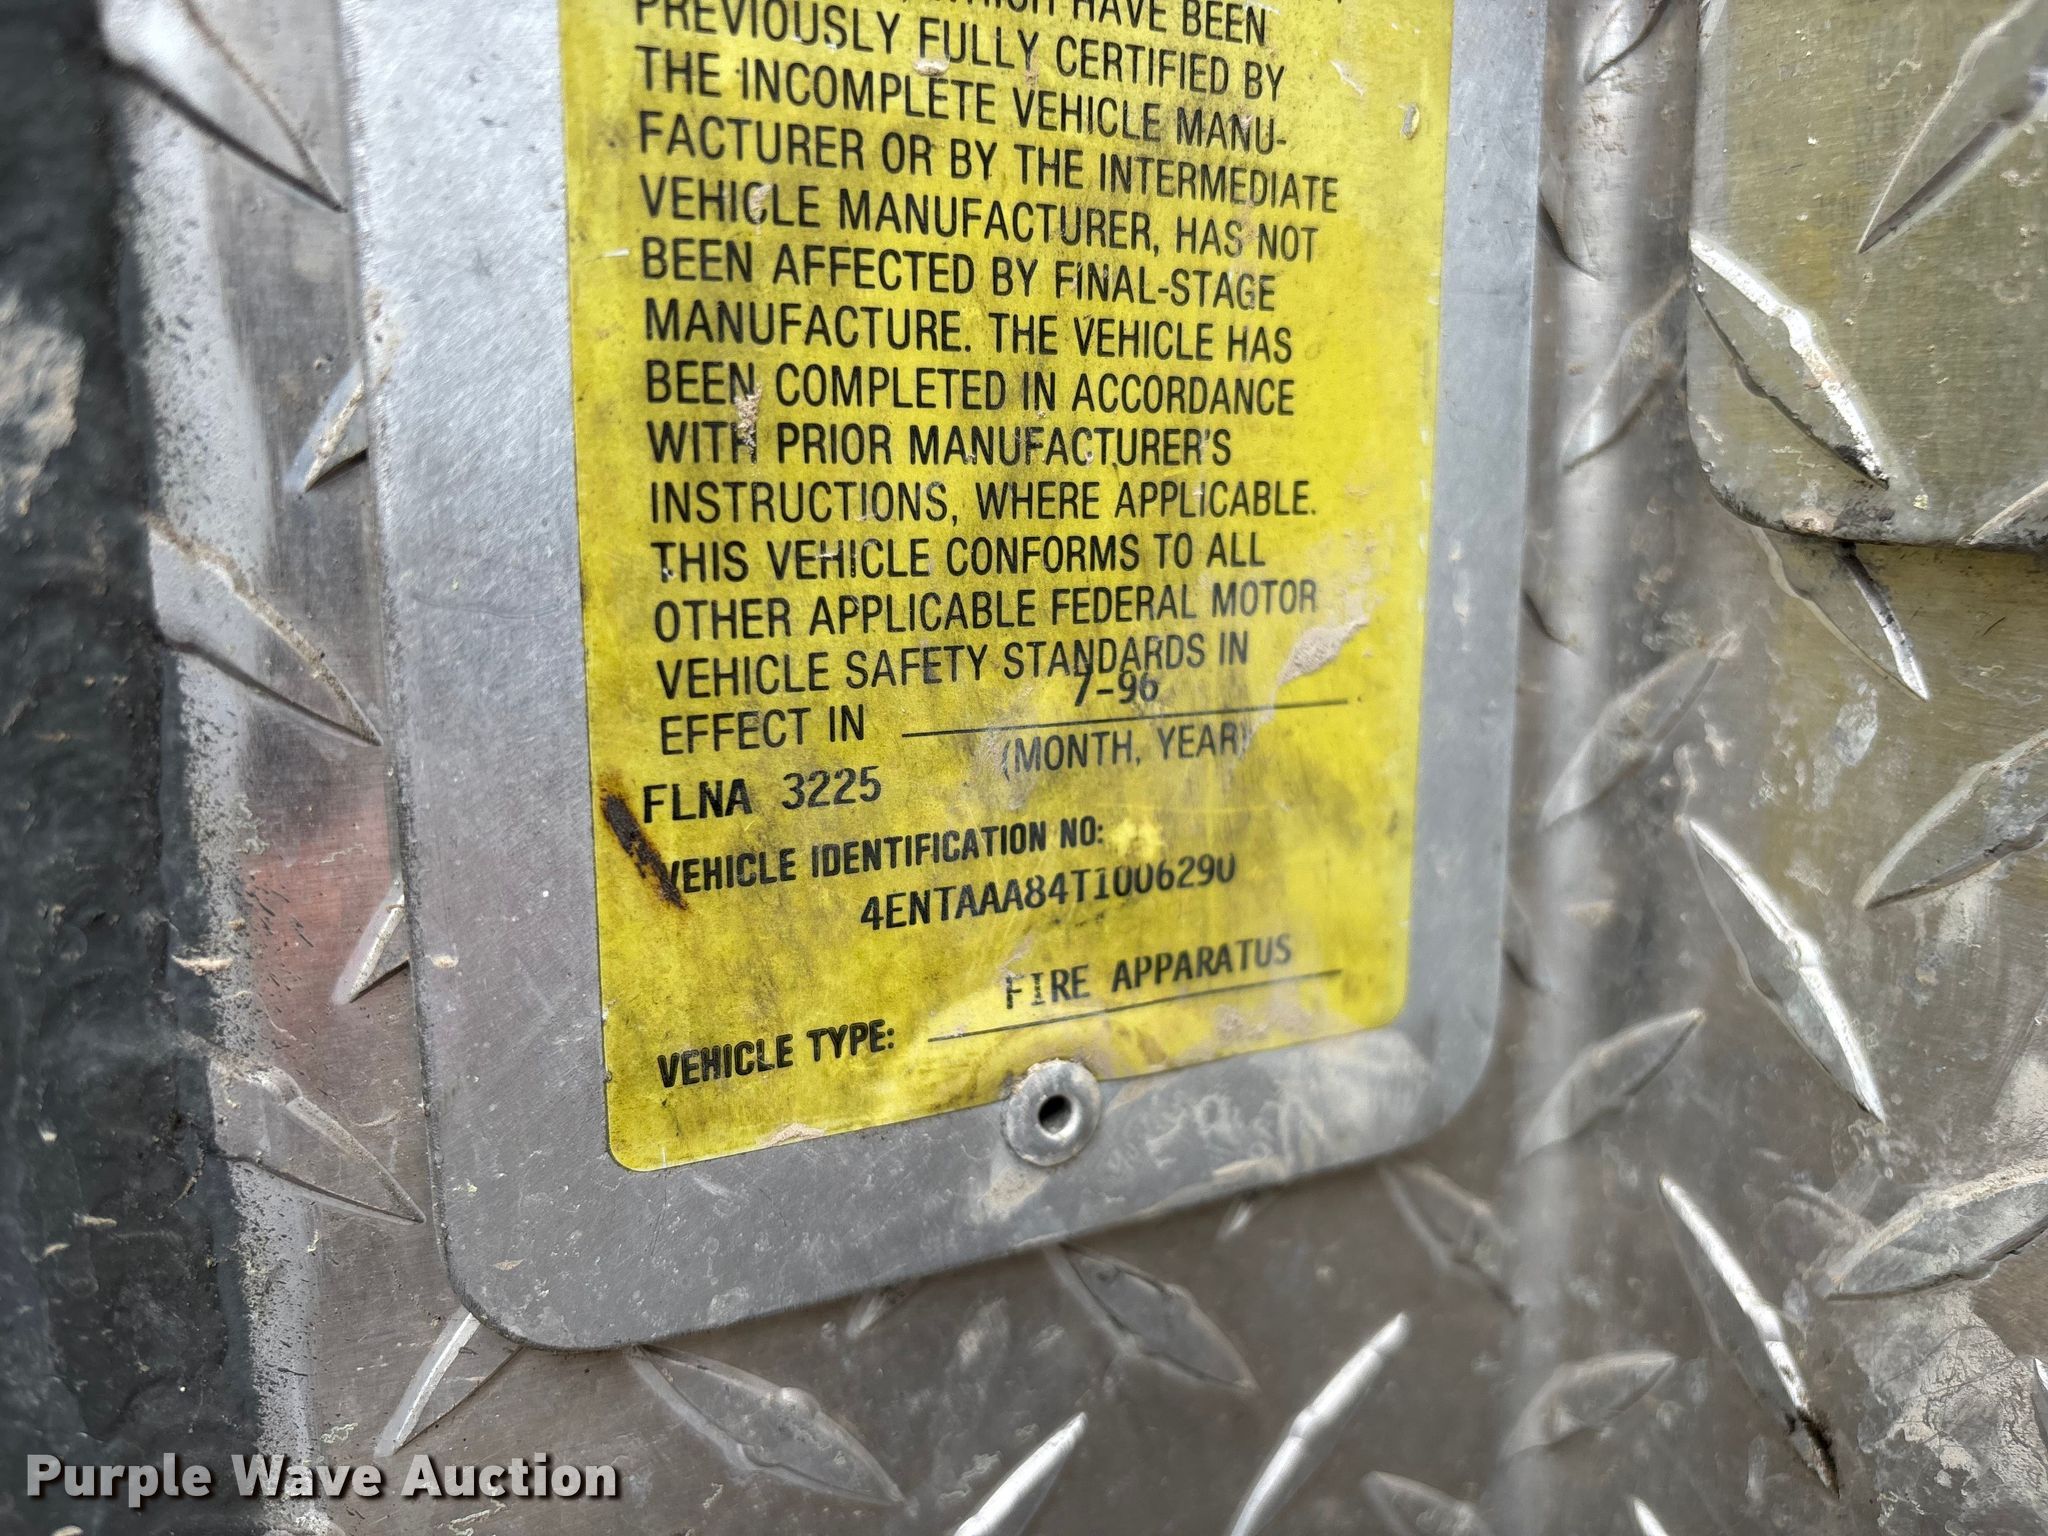 WHICH HAVE BEEN
PREVIOUSLY FULLY CERTIFIED BY
THE INCOMPLETE VEHICLE MANU-
FACTURER OR BY THE INTERMEDIATE
VEHICLE MANUFACTURER, HAS NOT
BEEN AFFECTED BY FINAL-STAGE
MANUFACTURE. THE VEHICLE HAS
BEEN COMPLETED IN ACCORDANCE
WITH PRIOR MANUFACTURER'S
INSTRUCTIONS, WHERE APPLICABLE.
THIS VEHICLE CONFORMS TO ALL
OTHER APPLICABLE FEDERAL MOTOR
VEHICLE SAFETY STANDARDS IN
EFFECT IN 7-96
(MONTH, YEAR)
FLNA 3225
VEHICLE IDENTIFICATION NO:
4ENTAAA84T1006290
VEHICLE TYPE: FIRE APPARATUS
Purple Wave Auction